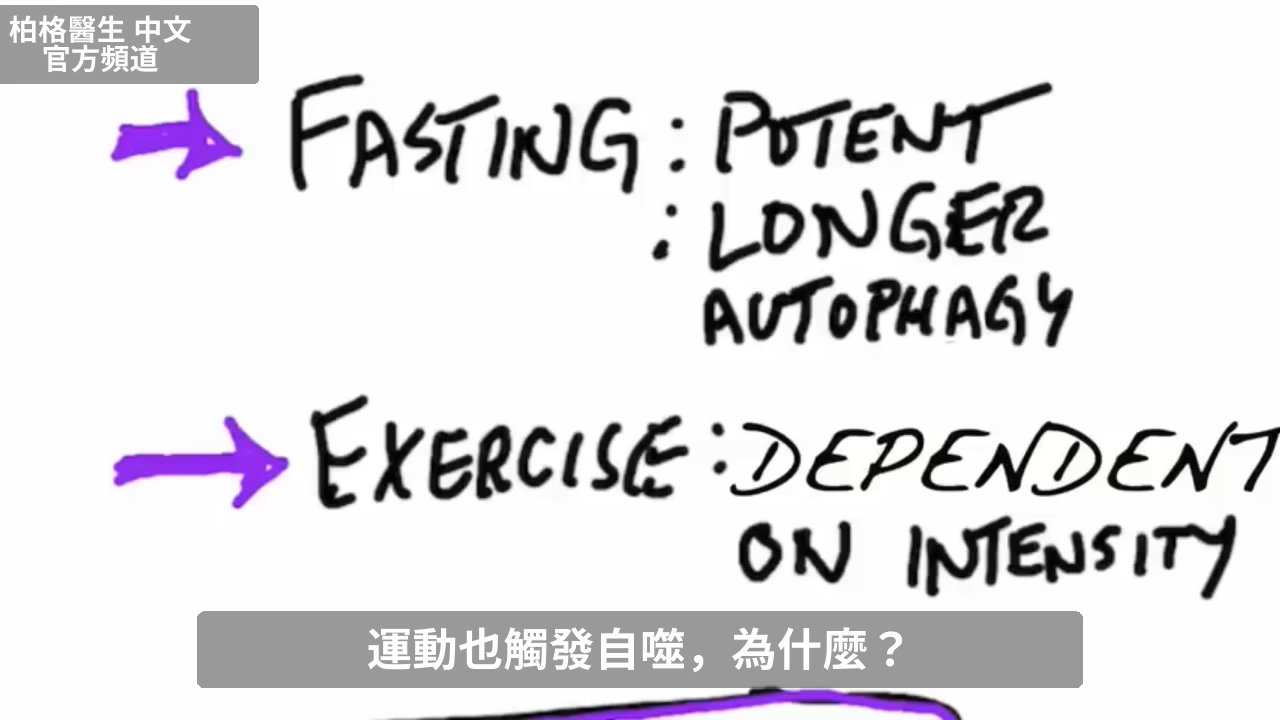 柏格醫生 中文
官方頻道
FASTING : POTENT
: LONGER
AUTOPHAGY
EXERCISE : DEPENDENT
ON INTENSITY
運動也觸發自噬，為什麼？